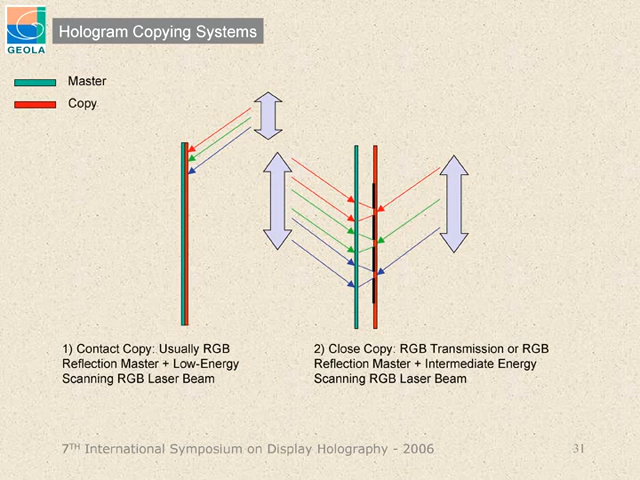 GEOLA
Hologram Copying Systems
Master
Copy
1) Contact Copy: Usually RGB
Reflection Master + Low-Energy
Scanning RGB Laser Beam
2) Close Copy: RGB Transmission or RGB
Reflection Master + Intermediate Energy
Scanning RGB Laser Beam
7TH International Symposium on Display Holography - 2006
31